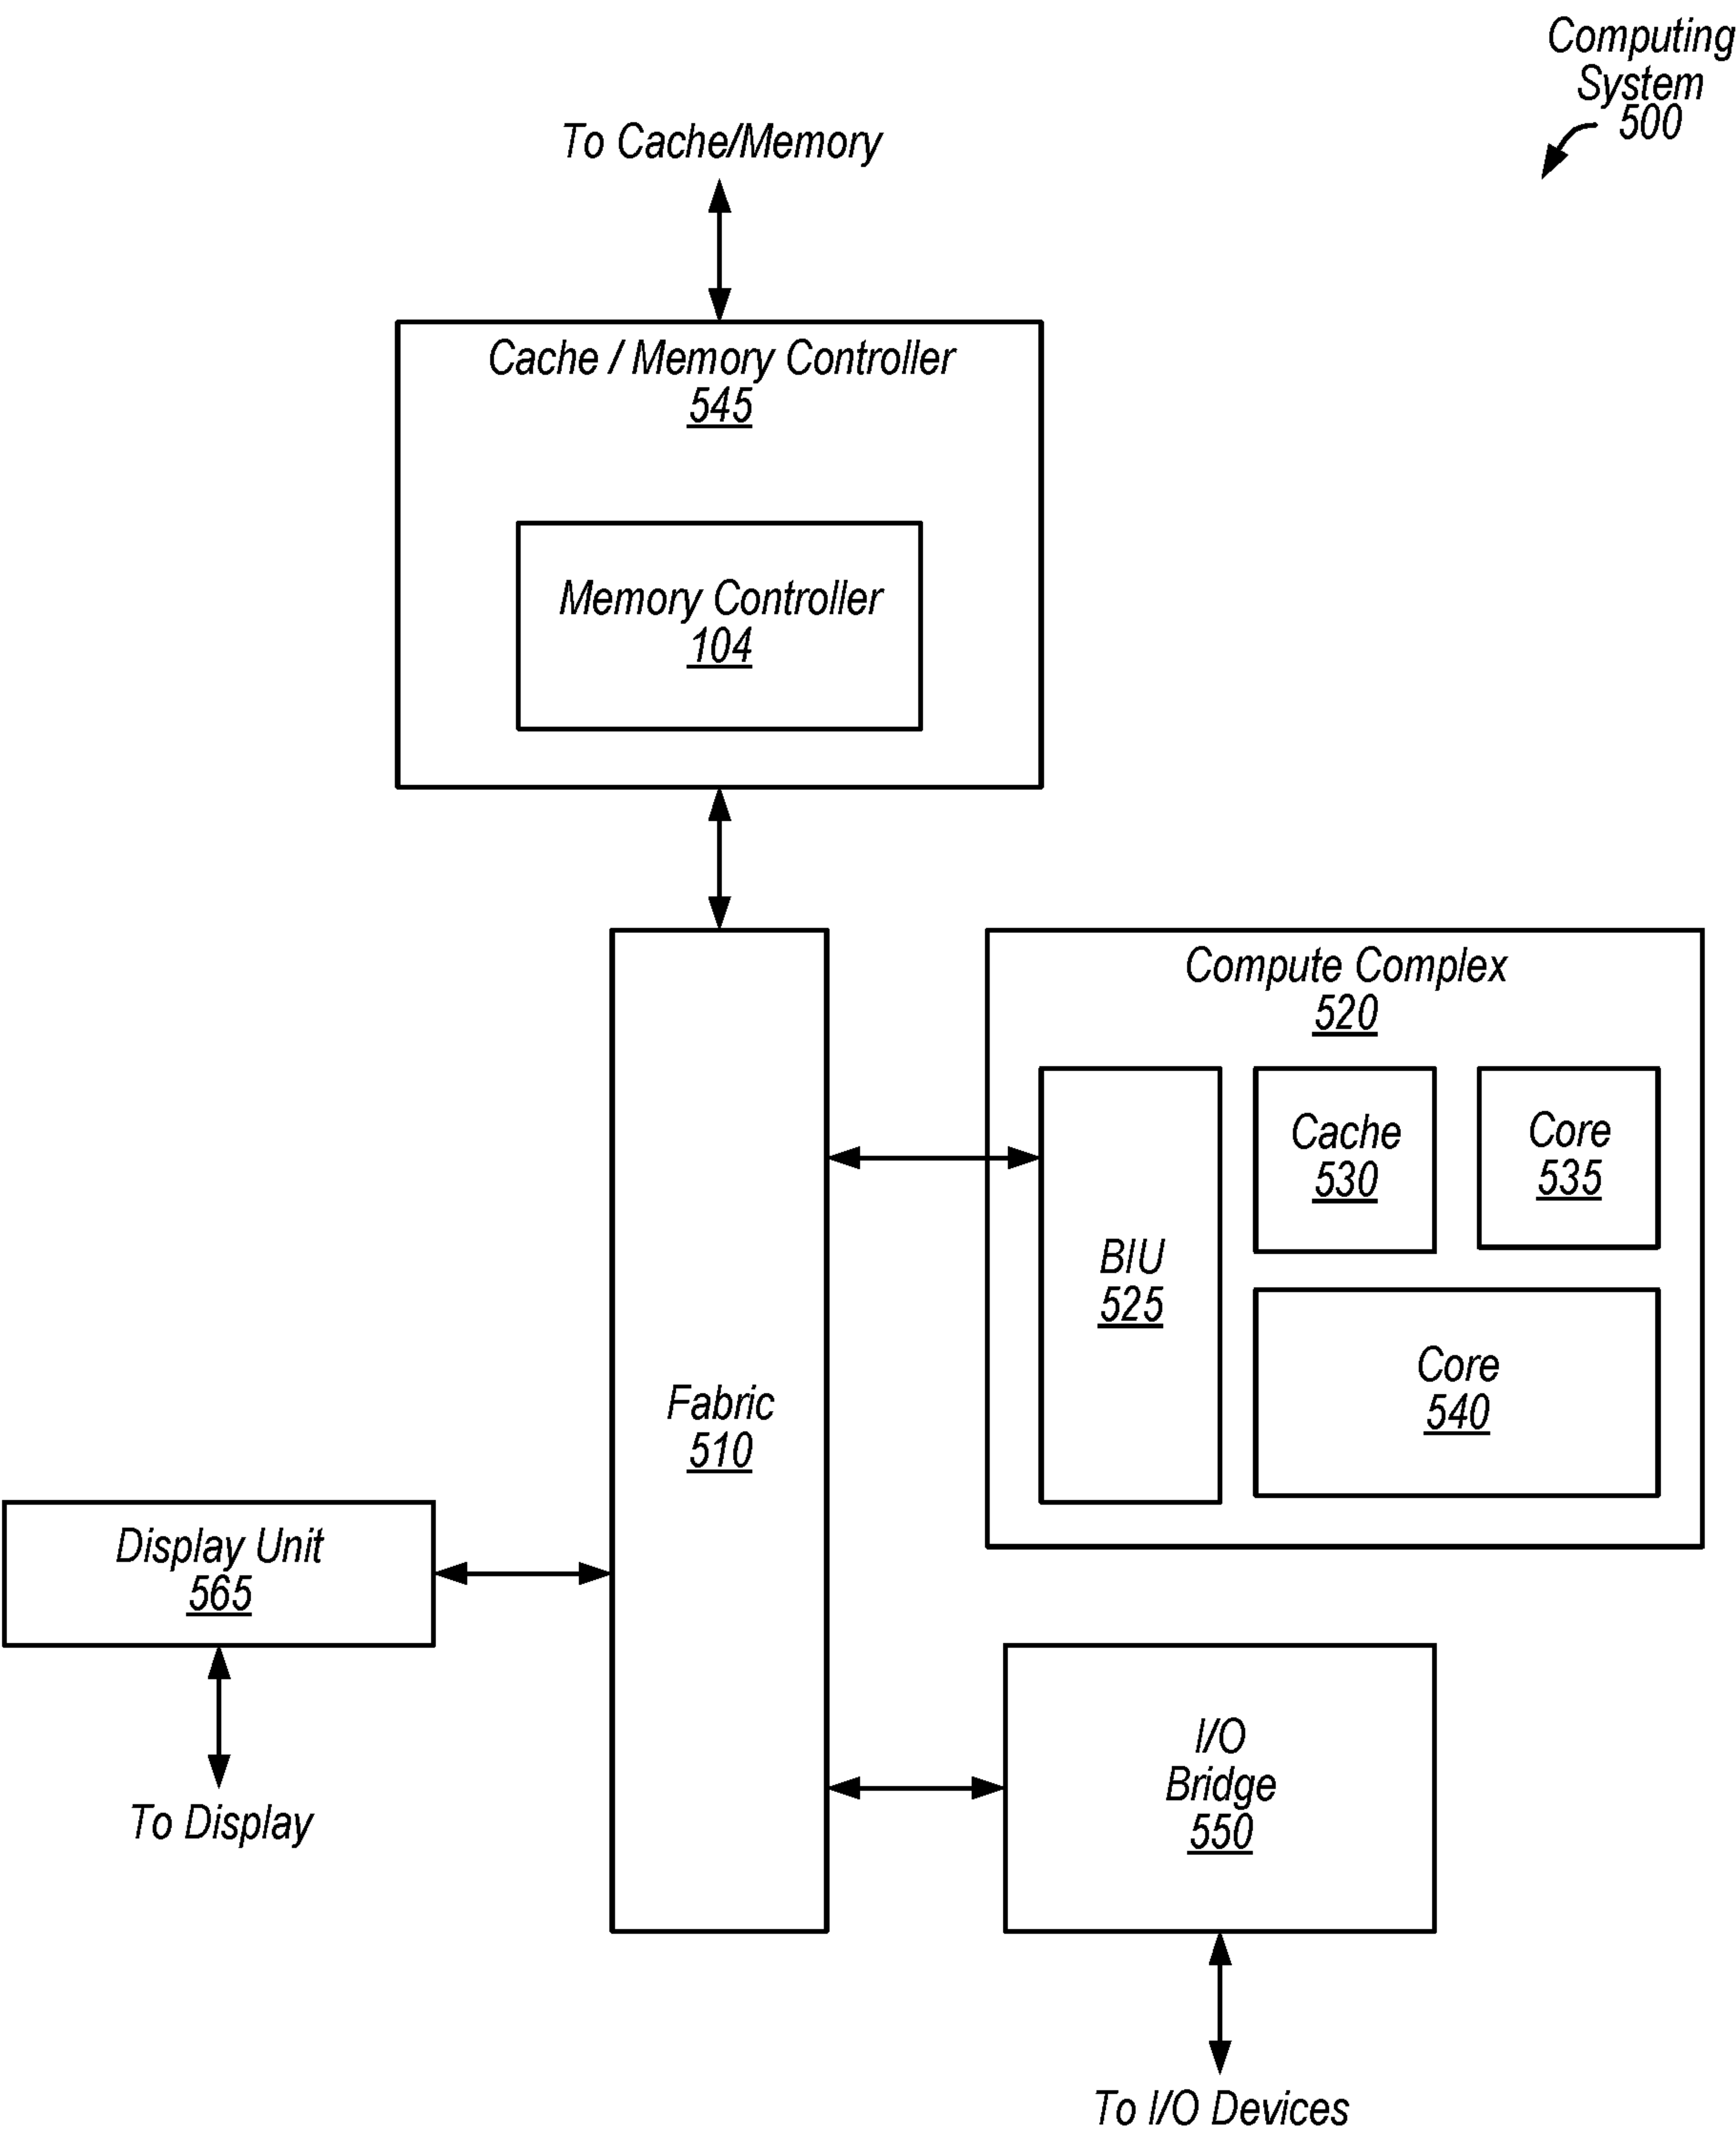 Computing
System
500
To Cache/Memory
Cache / Memory Controller
545
Memory Controller
104
Compute Complex
520
Cache
530
Core
535
BIU
525
Core
540
Fabric
510
Display Unit
565
To Display
I/O
Bridge
550
To I/O Devices